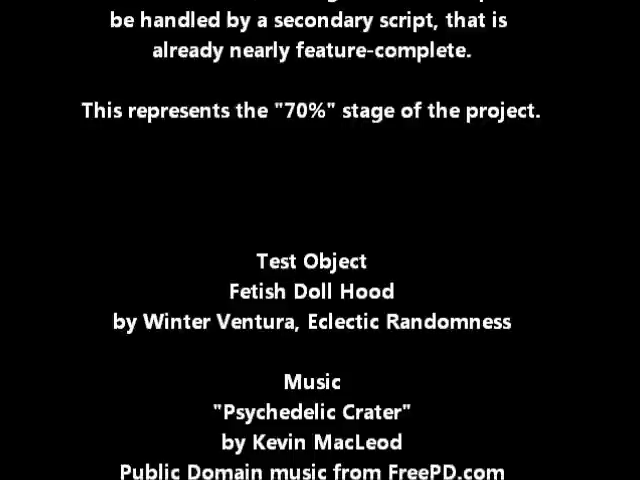 be handled by a secondary script, that is
already nearly feature-complete.
This represents the "70%" stage of the project.
Test Object
Fetish Doll Hood
by Winter Ventura, Eclectic Randomness
Music
"Psychedelic Crater"
by Kevin MacLeod
Public Domain music from FreePD.com